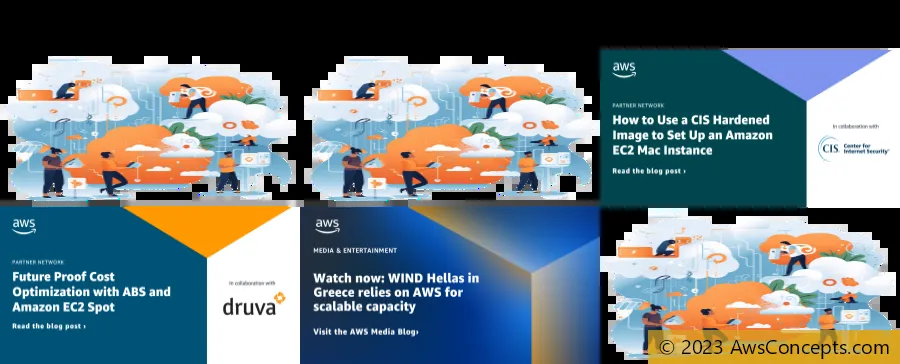 aws
PARTNER NETWORK
How to Use a CIS Hardened
Image to Set Up an Amazon
EC2 Mac Instance
Read the blog post ›
In collaboration with
CIS. Center for
Internet Security®
aws
PARTNER NETWORK
Future Proof Cost
Optimization with ABS and
Amazon EC2 Spot
Read the blog post ›
In collaboration with
druva
aws
MEDIA & ENTERTAINMENT
Watch now: WIND Hellas in
Greece relies on AWS for
scalable capacity
Visit the AWS Media Blog›
© 2023 AwsConcepts.com